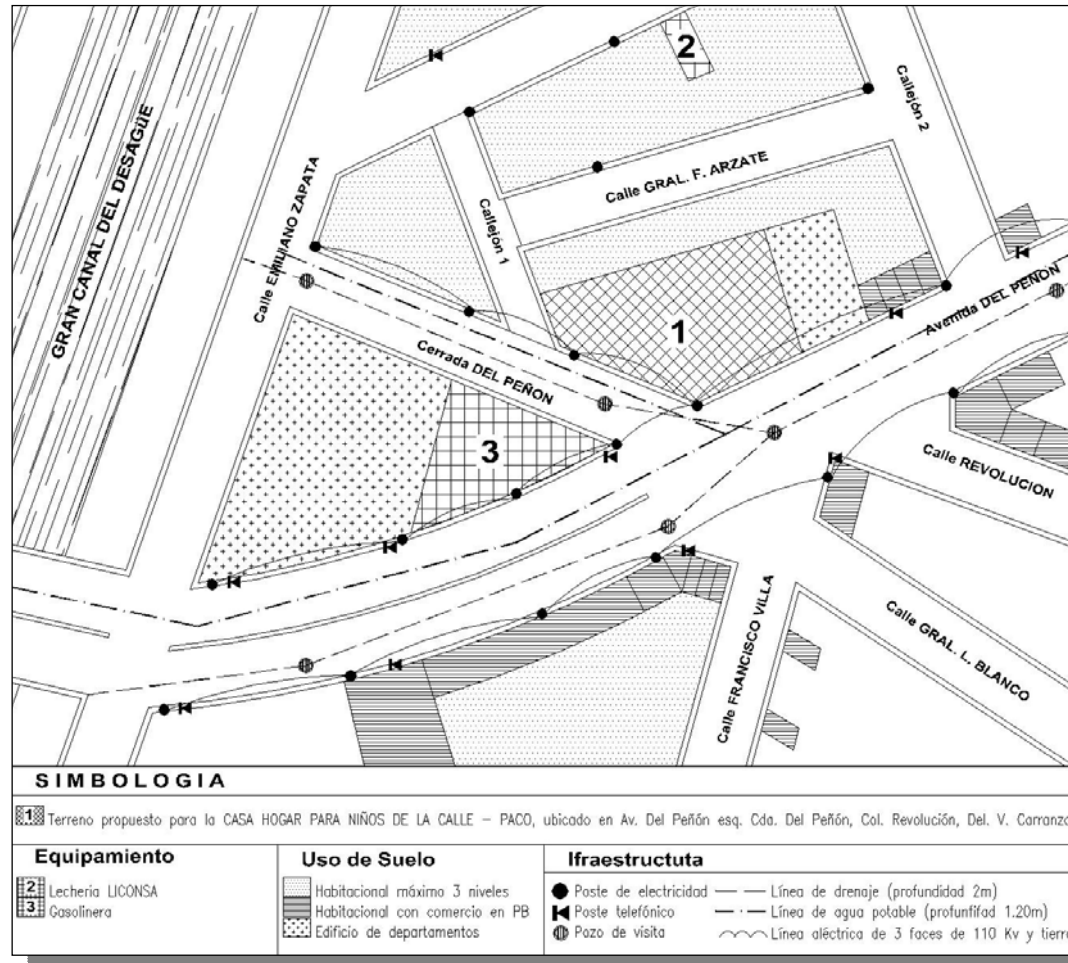 2
Callejón 2
GRAN CANAL DEL DESAGüE
Calle EMILIANO ZAPATA
Calle GRAL. F. ARZATE
Callejón 1
1
Avenida DEL PEÑON
Cerrada DEL PEÑON
3
Calle REVOLUCION
Calle FRANCISCO VILLA
Calle GRAL. L. BLANCO
SIMBOLOGIA
1 Terreno propuesto para la CASA HOGAR PARA NIÑOS DE LA CALLE – PACO, ubicado en Av. Del Peñón esq. Cda. Del Peñón, Col. Revolución, Del. V. Carranza
Equipamiento
2 Lecheria LICONSA
3 Gasolinera
Uso de Suelo
Habitacional máximo 3 niveles
Habitacional con comercio en PB
Edificio de departamentos
Ifraestructuta
Poste de electricidad
Poste telefónico
Pozo de visita
Línea de drenaje (profundidad 2m)
Línea de agua potable (profunfifad 1.20m)
Línea aléctrica de 3 faces de 110 Kv y tierra